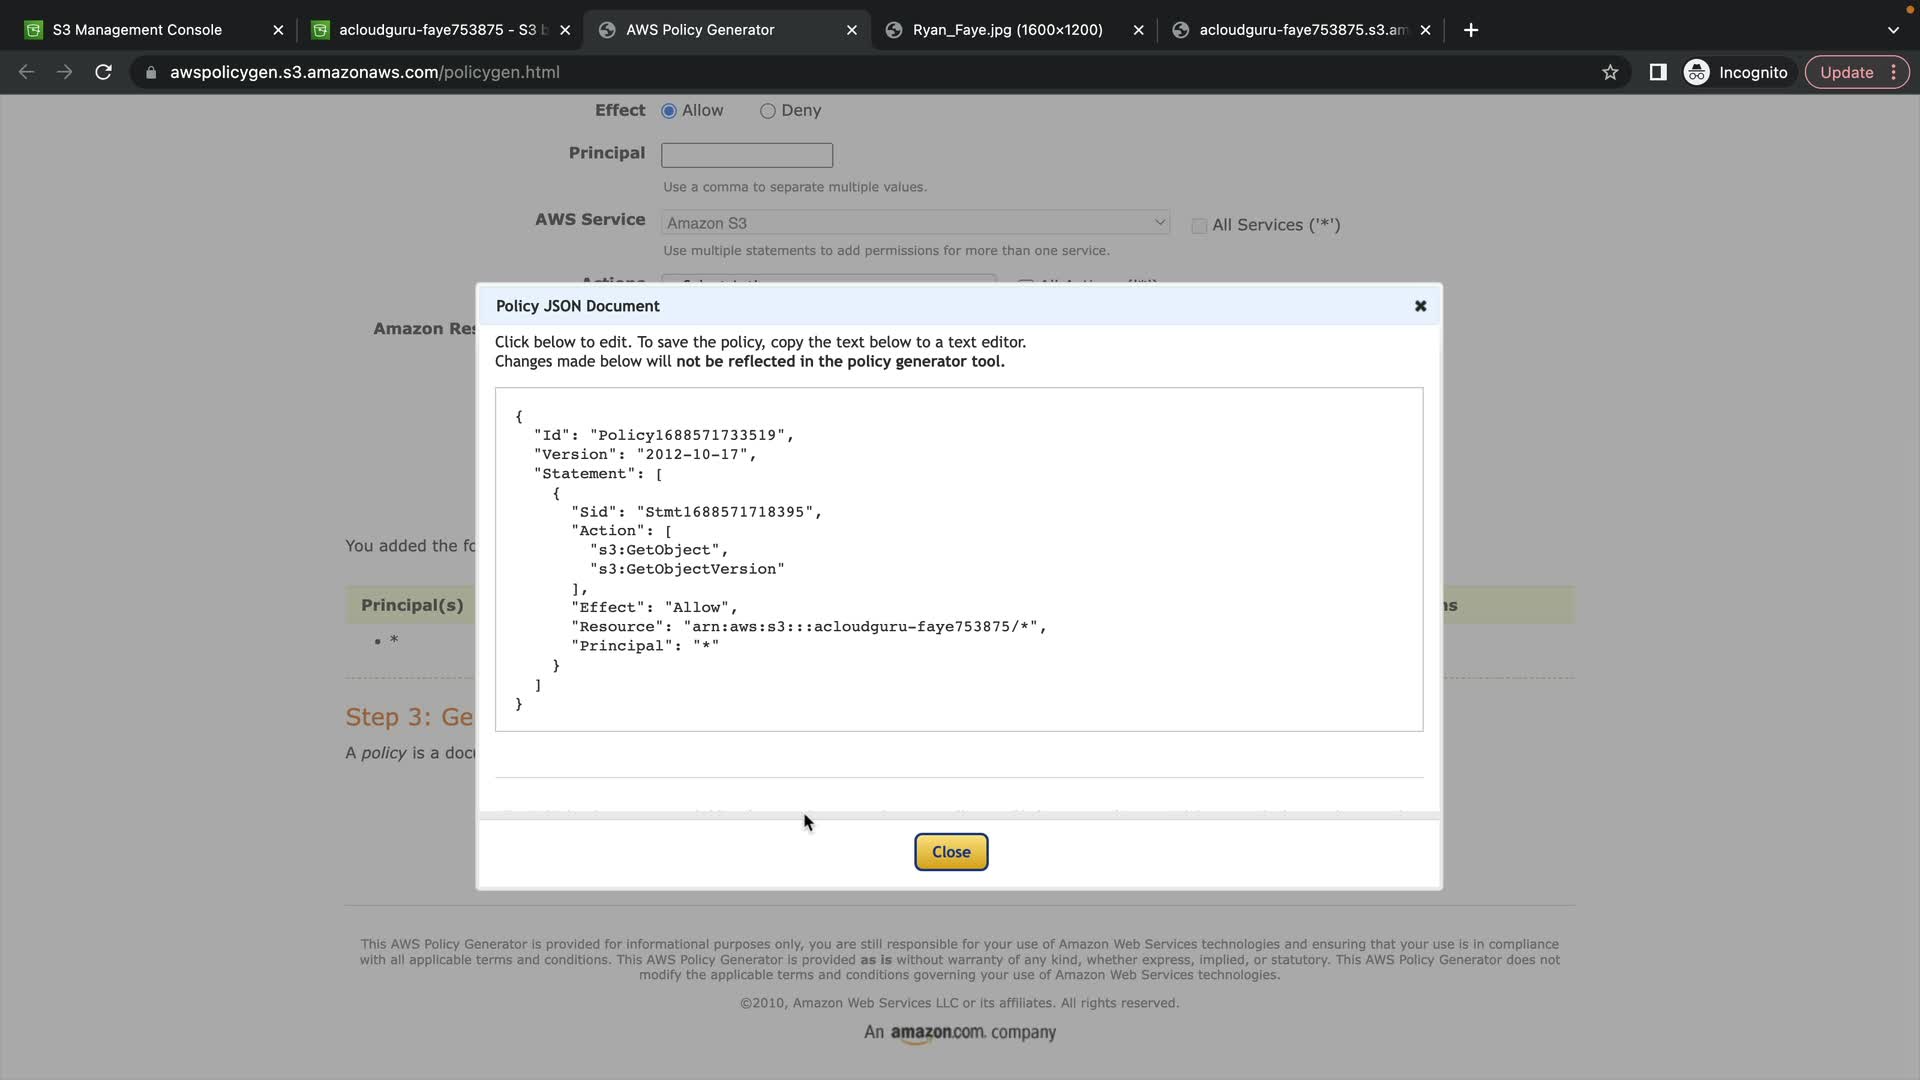 S3 Management Console
acloudguru-faye753875 - S3 b
AWS Policy Generator
Ryan_Faye.jpg (1600×1200)
acloudguru-faye753875.s3.am
awspolicygen.s3.amazonaws.com/policygen.html
Incognito
Update
Effect Allow Deny
Principal
Use a comma to separate multiple values.
AWS Service Amazon S3 All Services ('*')
Use multiple statements to add permissions for more than one service.
Amazon Res
Policy JSON Document
Click below to edit. To save the policy, copy the text below to a text editor.
Changes made below will not be reflected in the policy generator tool.
{
"Id": "Policy1688571733519",
"Version": "2012-10-17",
"Statement": [
{
"Sid": "Stmt1688571718395",
"Action": [
"s3:GetObject",
"s3:GetObjectVersion"
],
"Effect": "Allow",
"Resource": "arn:aws:s3:::acloudguru-faye753875/*",
"Principal": "*"
}
]
}
You added the fo
Principal(s)
ns
• *
Step 3: Ge
A policy is a docu
Close
This AWS Policy Generator is provided for informational purposes only, you are still responsible for your use of Amazon Web Services technologies and ensuring that your use is in compliance
with all applicable terms and conditions. This AWS Policy Generator is provided as is without warranty of any kind, whether express, implied, or statutory. This AWS Policy Generator does not
modify the applicable terms and conditions governing your use of Amazon Web Services technologies.
©2010, Amazon Web Services LLC or its affiliates. All rights reserved.
An amazon.com. company